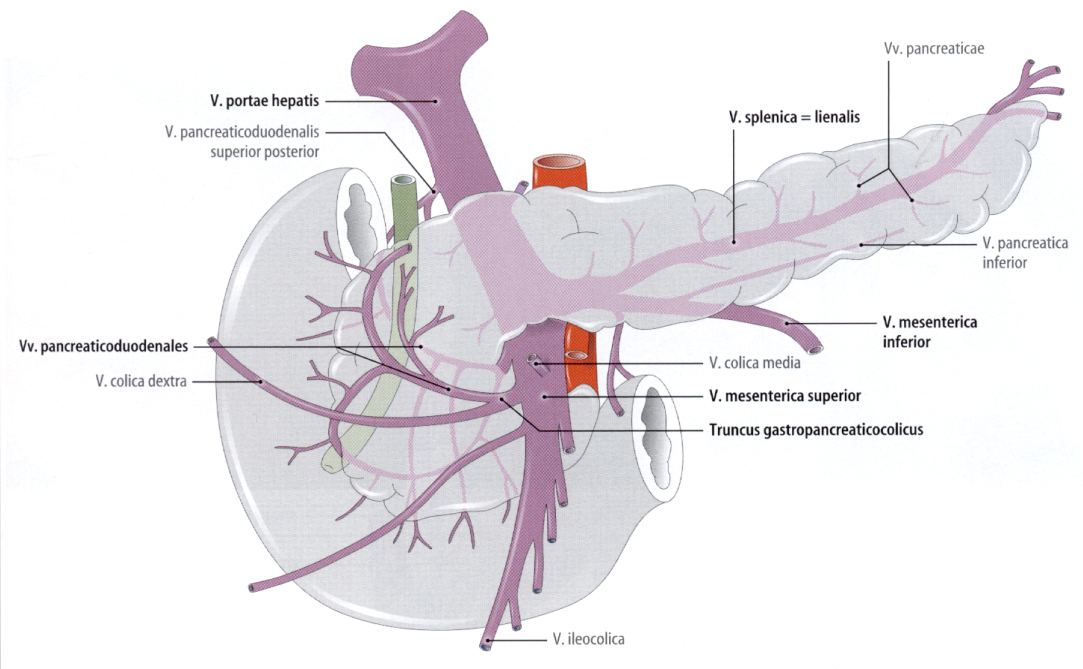 Vv. pancreaticae
V. portae hepatis
V. splenica = lienalis
V. pancreaticoduodenalis
superior posterior
V. pancreatica
inferior
V. mesenterica
inferior
Vv. pancreaticoduodenales
V. colica media
V. colica dextra
V. mesenterica superior
Truncus gastropancreaticocolicus
V. ileocolica